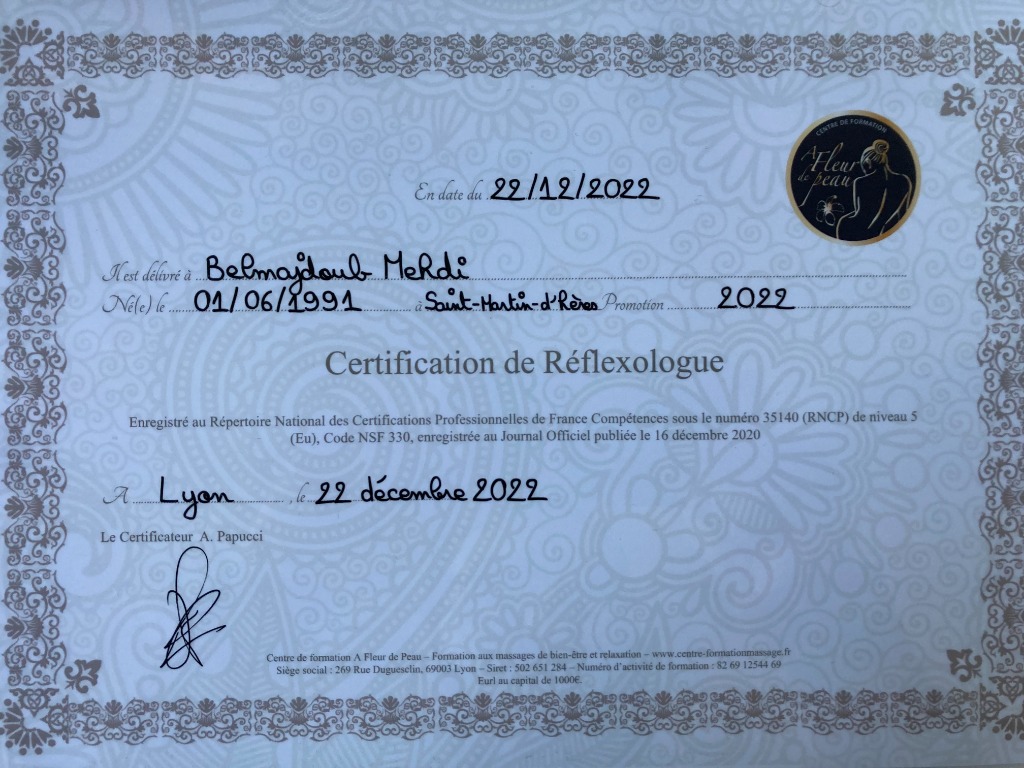 CENTRE DE FORMATION
A Fleur
de peau
En date du 22/12/2022
Il est délivré à Belmajdoub Mehdi
Né(e) le 01/06/1991 à Saint-Martin-d'Hères Promotion 2022
Certification de Réflexologue
Enregistré au Répertoire National des Certifications Professionnelles de France Compétences sous le numéro 35140 (RNCP) de niveau 5
(Eu), Code NSF 330, enregistrée au Journal Officiel publiée le 16 décembre 2020
A Lyon, le 22 décembre 2022
Le Certificateur A. Papucci
Centre de formation A Fleur de Peau – Formation aux massages de bien-être et relaxation – www.centre-formationmassage.fr
Siège social : 269 Rue Duguesclin, 69003 Lyon – Siret : 502 651 284 – Numéro d'activité de formation : 82 69 12544 69
Eurl au capital de 1000€.